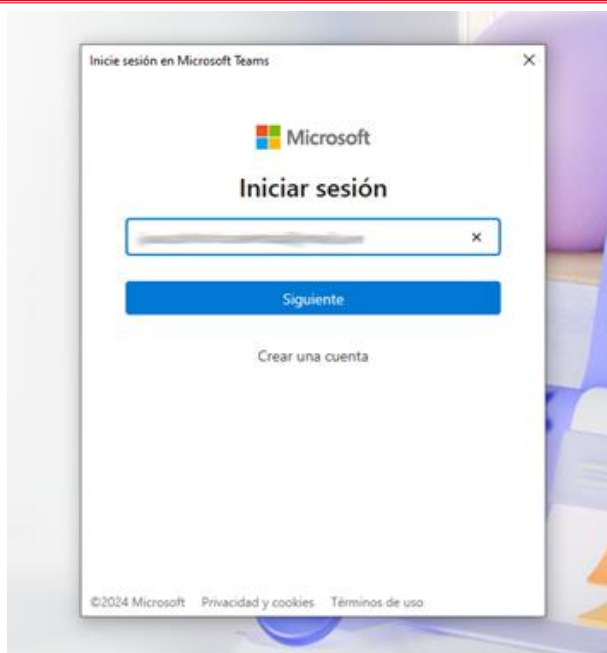 Inicie sesión en Microsoft Teams
Microsoft
Iniciar sesión
Siguiente
Crear una cuenta
©2024 Microsoft Privacidad y cookies Términos de uso